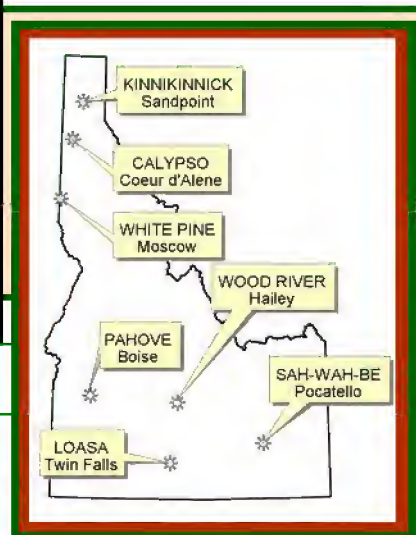 KINNIKINNICK
Sandpoint
CALYPSO
Coeur d'Alene
WHITE PINE
Moscow
WOOD RIVER
Hailey
PAHOVE
Boise
SAH-WAH-BE
Pocatello
LOASA
Twin Falls